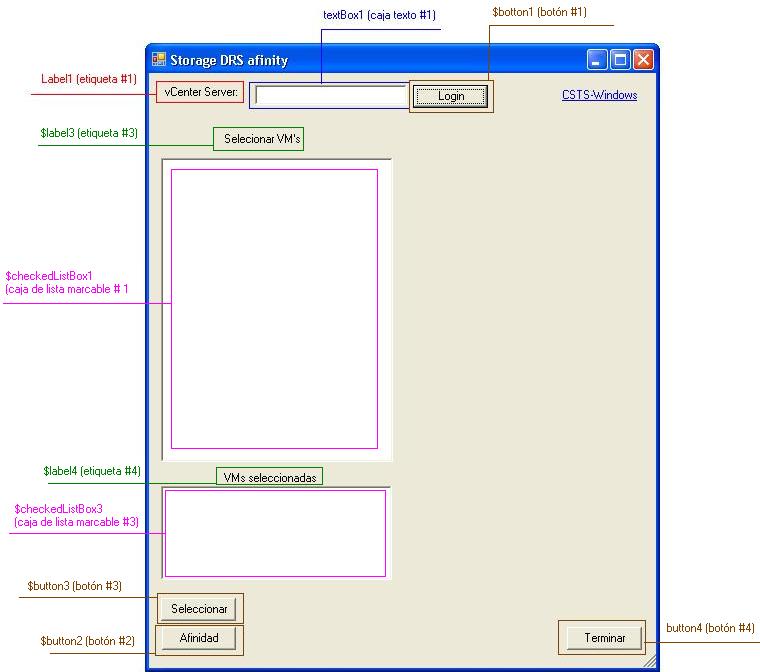 textBox1 (caja texto #1)
$botton1 (botón #1)
Storage DRS afinity
Label1 (etiqueta #1)
vCenter Server:
Login
CSTS-Windows
$label3 (etiqueta #3)
Selecionar VM's
$checkedListBox1
(caja de lista marcable # 1
$label4 (etiqueta #4)
VMs seleccionadas
$checkedListBox3
(caja de lista marcable #3)
$button3 (botón #3)
Seleccionar
$button2 (botón #2)
Afinidad
Terminar
button4 (botón #4)